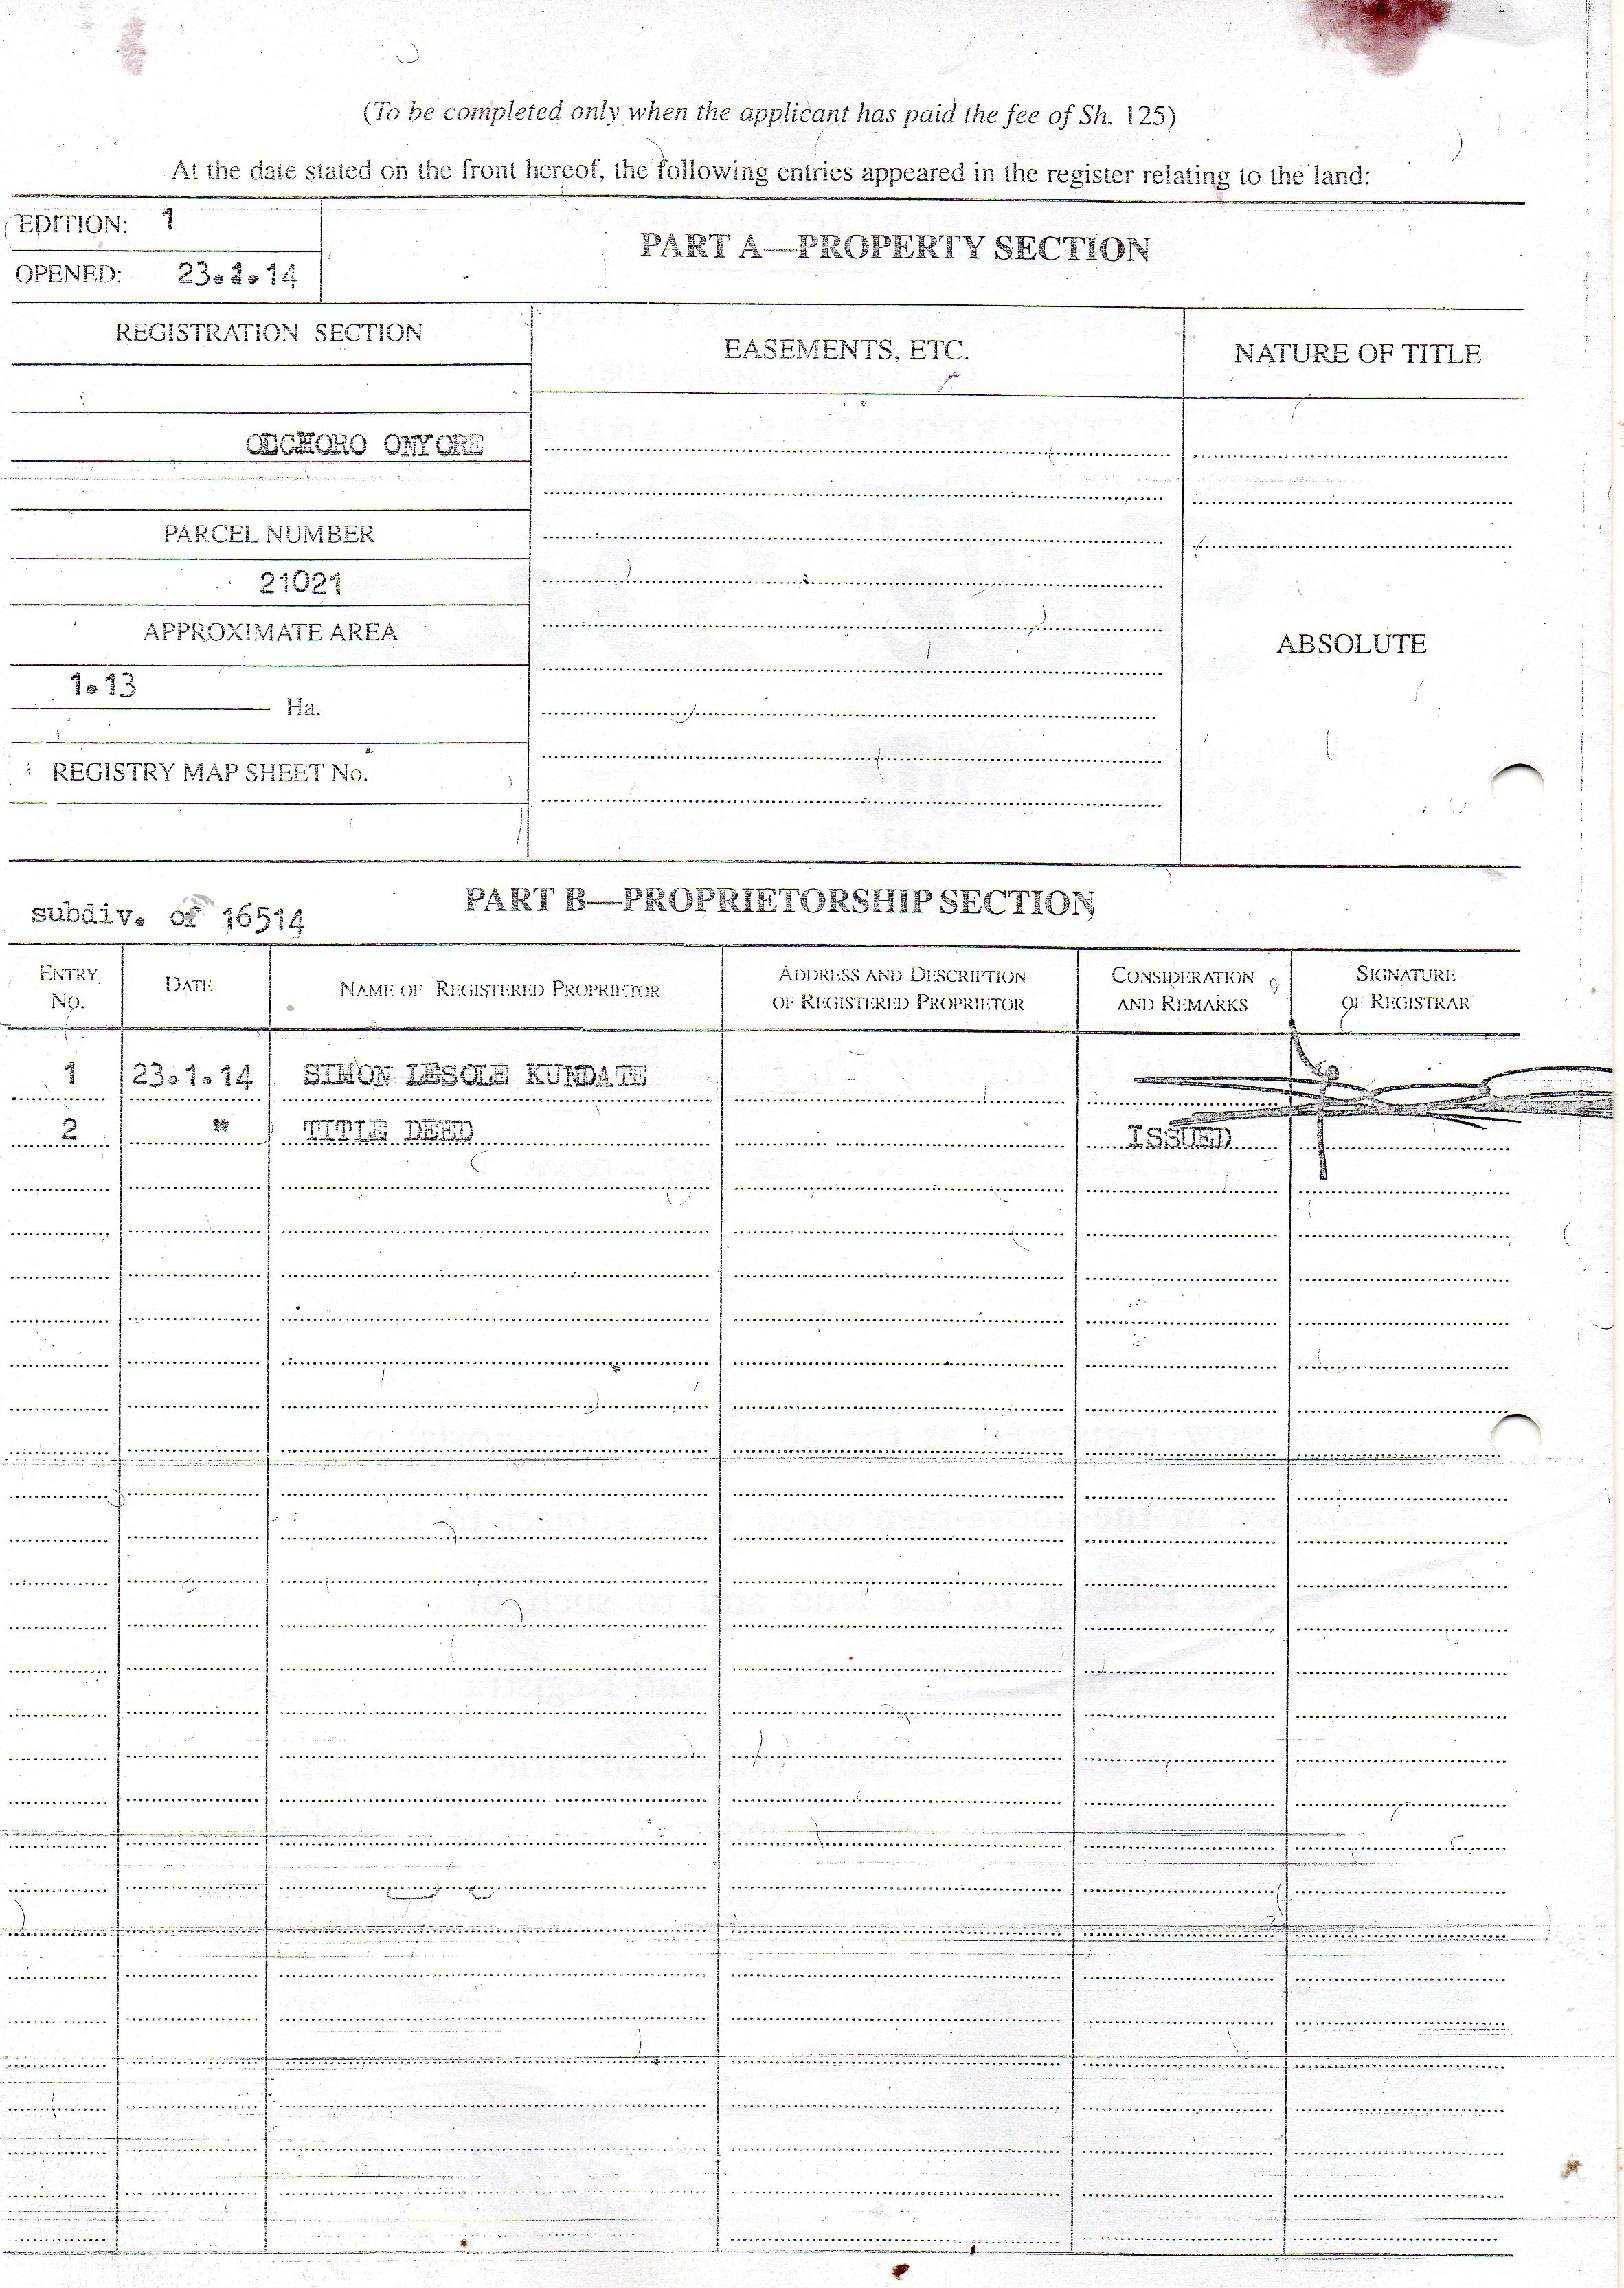 (To be completed only when the applicant has paid the fee of Sh. 125)
At the date stated on the front hereof, the following entries appeared in the register relating to the land:
EDITION: 1
OPENED: 23.1.14
PART A—PROPERTY SECTION
REGISTRATION SECTION
EASEMENTS, ETC.
NATURE OF TITLE
OLCHORO ONYORE
PARCEL NUMBER
21021
APPROXIMATE AREA
1.13 Ha.
ABSOLUTE
REGISTRY MAP SHEET No.
PART B—PROPRIETORSHIP SECTION
subdiv. of 16514
ENTRY No.
DATE
NAME OF REGISTERED PROPRIETOR
ADDRESS AND DESCRIPTION OF REGISTERED PROPRIETOR
CONSIDERATION AND REMARKS
SIGNATURE OF REGISTRAR
1 23.1.14 SIMON LESOLE KUNDATE
2 " TITLE DEED ISSUED